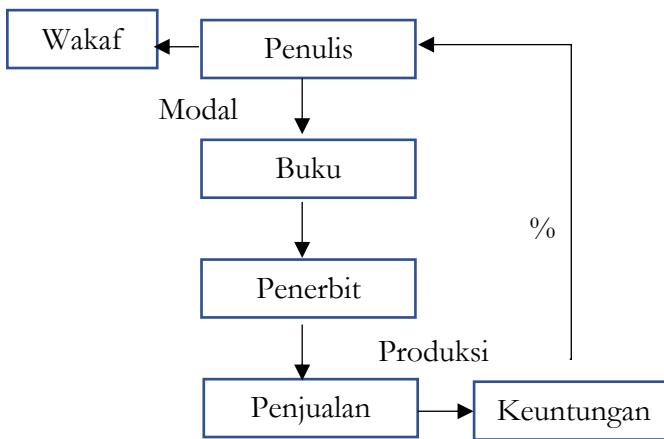 Wakaf
Penulis
Modal
Buku
%
Penerbit
Produksi
Penjualan
Keuntungan